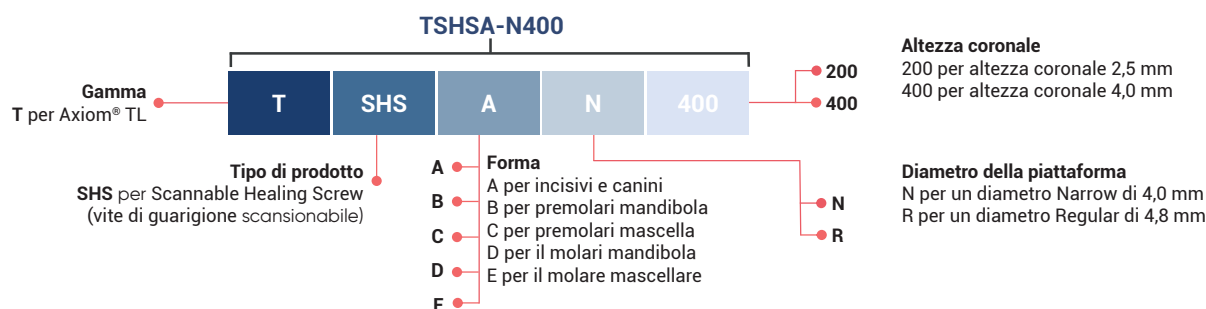 TSHSA-N400
Gamma
T per Axiom® TL
T
SHS
A
N
400
200
400
Altezza coronale
200 per altezza coronale 2,5 mm
400 per altezza coronale 4,0 mm
Tipo di prodotto
SHS per Scannable Healing Screw
(vite di guarigione scansionabile)
A
B
C
D
E
Forma
A per incisivi e canini
B per premolari mandibola
C per premolari mascella
D per il molari mandibola
E per il molare mascellare
N
R
Diametro della piattaforma
N per un diametro Narrow di 4,0 mm
R per un diametro Regular di 4,8 mm